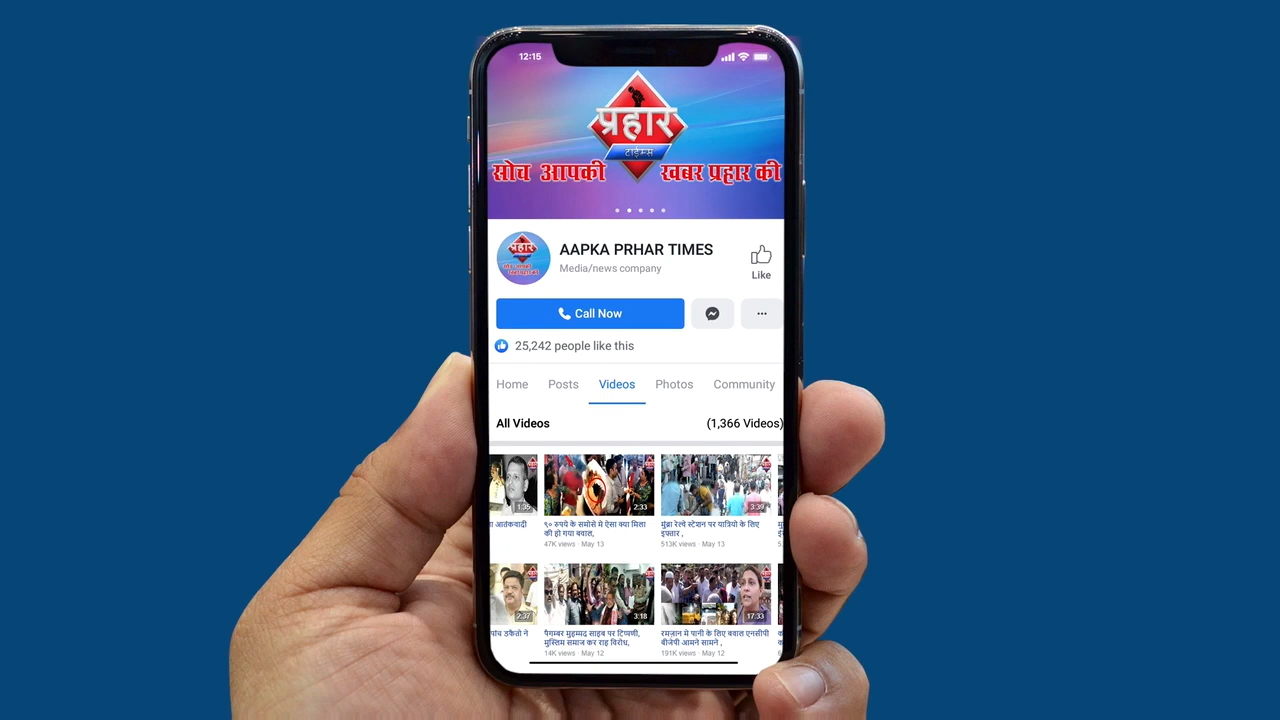 12:15
प्रहार
टाईम्स
सोच आपकी खबर प्रहार की
प्रहार
AAPKA PRHAR TIMES
Media/news company
Like
Call Now
25,242 people like this
Home Posts Videos Photos Community
All Videos (1,366 Videos)
1:35 2:33 3:39
आतंकवादी
९० रुपये के समोसे मे ऐसा क्या मिला
की हो गया बवाल,
47K views · May 13
मुंब्रा रेल्वे स्टेशन पर यात्रियो के लिए
इफ्तार ,
513K views · May 13
2:37 3:18 17:33
पांच डकैतो ने
पैगम्बर मुहम्मद साहब पर टिप्पणी,
मुस्लिम समाज कर राह विरोध,
14K views · May 12
रमज़ान मे पानी के लिए बवाल एनसीपी
बीजेपी आमने सामने ,
191K views · May 12